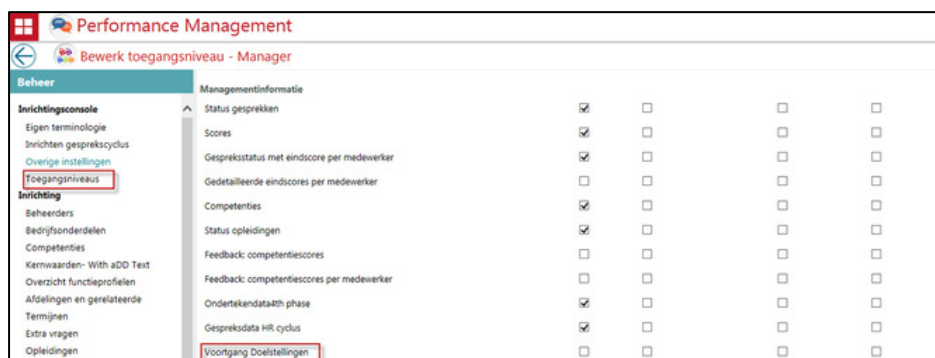 Performance Management
Bewerk toegangsniveau - Manager
Beheer
Inrichtingsconsole
Eigen terminologie
Inrichten gesprekscyclus
Overige instellingen
Toegangsniveaus
Inrichting
Beheerders
Bedrijfsonderdelen
Competenties
Kernwaarden- With aDD Text
Overzicht functieprofielen
Afdelingen en gerelateerde
Termijnen
Extra vragen
Opleidingen
Managementinformatie
Status gesprekken
Scores
Gespreksstatus met eindscore per medewerker
Gedetailleerde eindscores per medewerker
Competenties
Status opleidingen
Feedback: competentiescores
Feedback: competentiescores per medewerker
Ondertekendata4th phase
Gespreksdata HR cyclus
Voortgang Doelstellingen